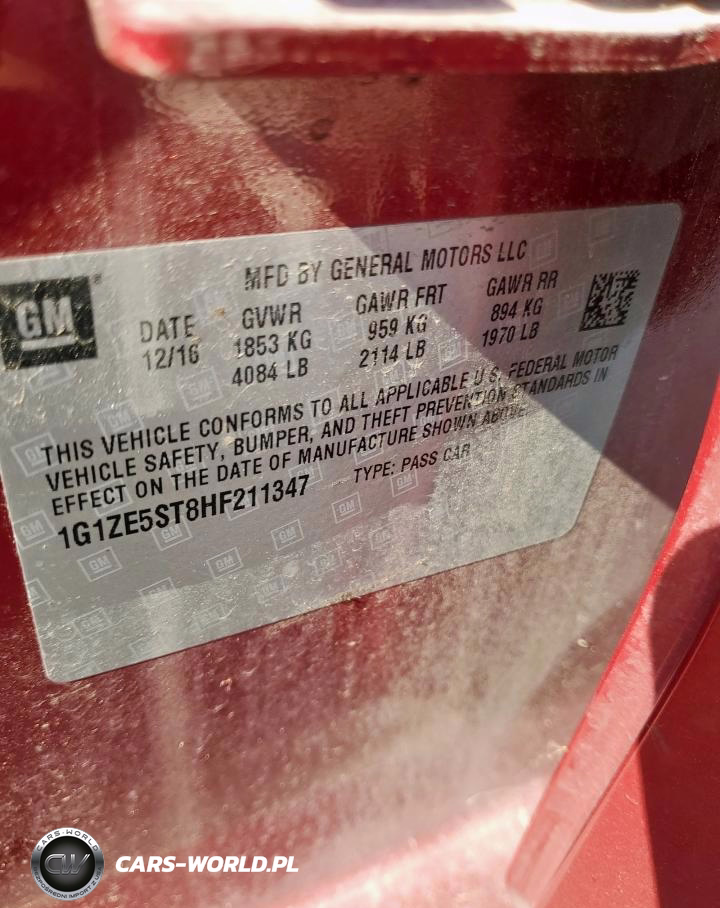 MFD BY GENERAL MOTORS LLC
GM
DATE GVWR GAWR FRT GAWR RR
12/16 1853 KG 959 KG 894 KG
4084 LB 2114 LB 1970 LB
THIS VEHICLE CONFORMS TO ALL APPLICABLE U.S. FEDERAL MOTOR
VEHICLE SAFETY, BUMPER, AND THEFT PREVENTION STANDARDS IN
EFFECT ON THE DATE OF MANUFACTURE SHOWN ABOVE.
1G1ZE5ST8HF211347 TYPE: PASS CAR
CARS-WORLD
CW
CARS-WORLD.PL